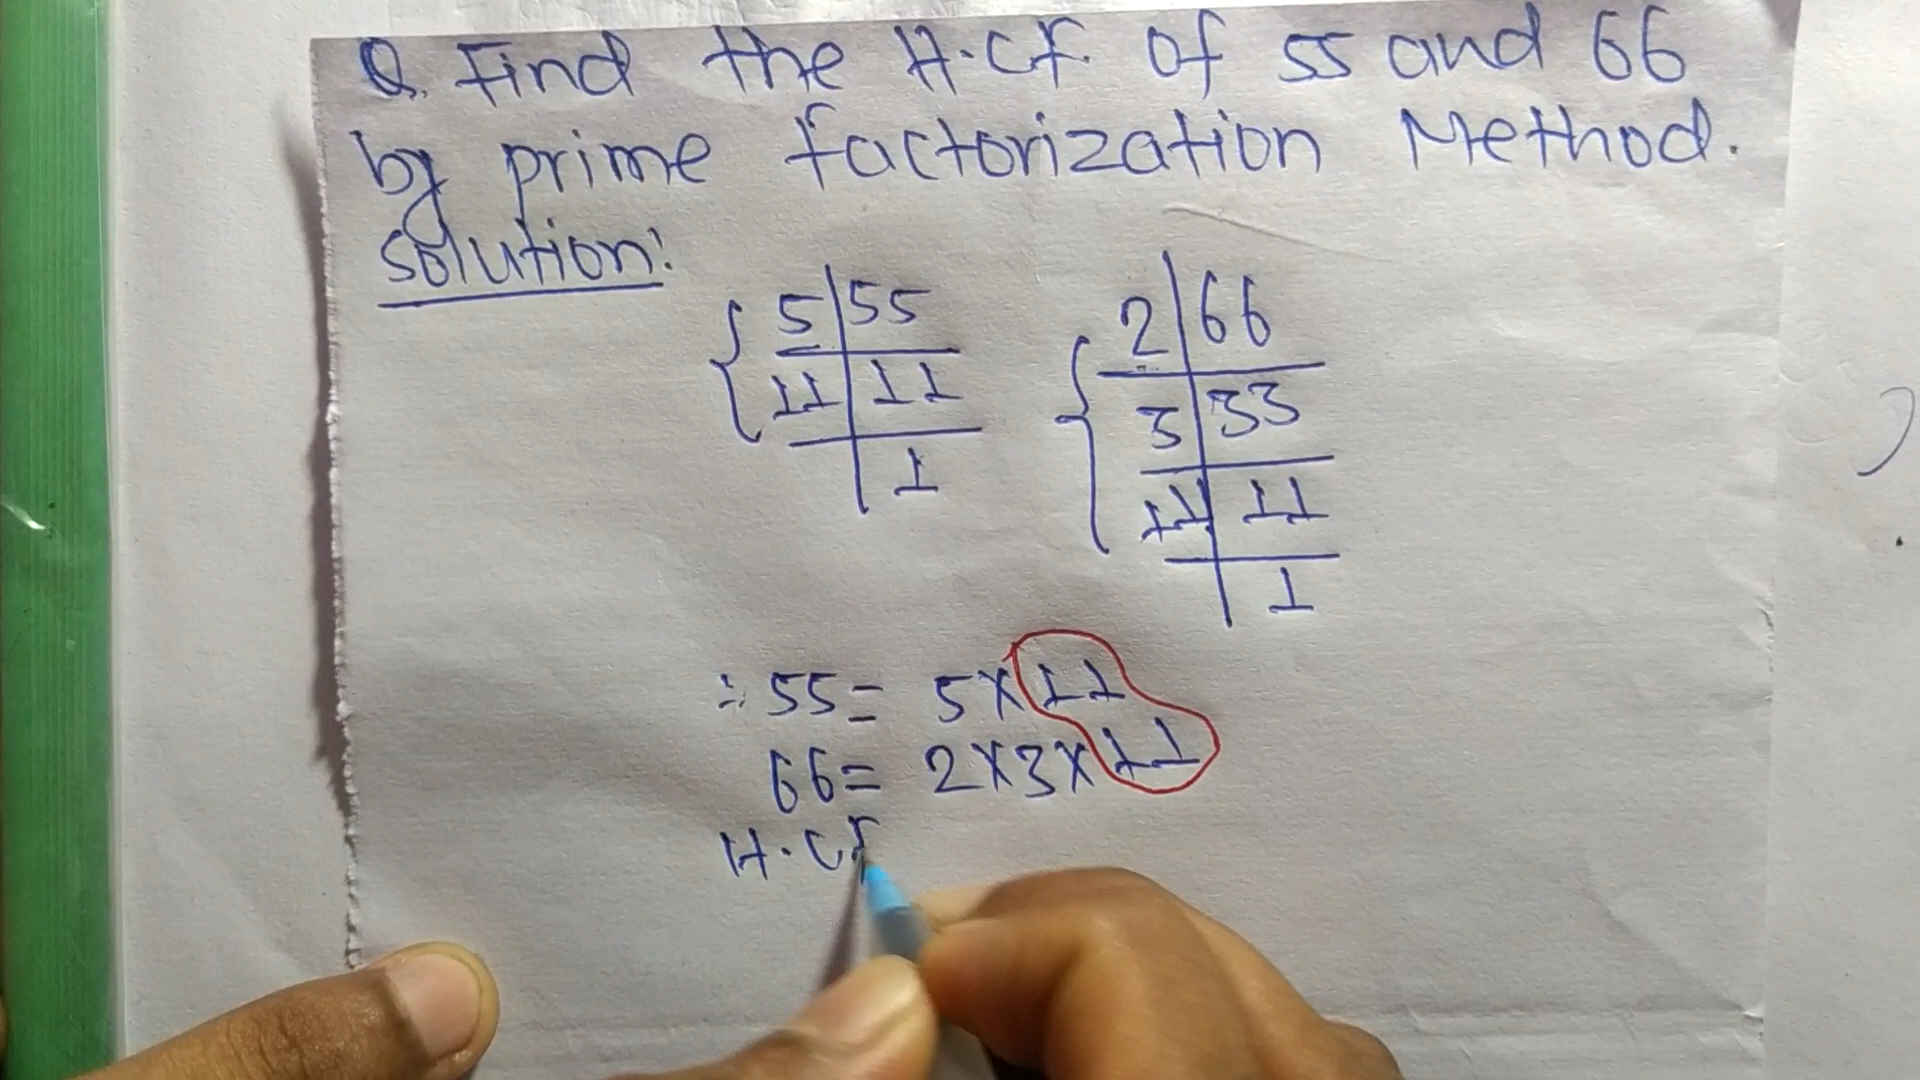 Q. Find the H.C.F. of 55 and 66
by prime factorization Method.
Solution:
5 | 55
11 | 11
1
2 | 66
3 | 33
11 | 11
1
∴ 55 = 5×11
66 = 2×3×11
H.CF